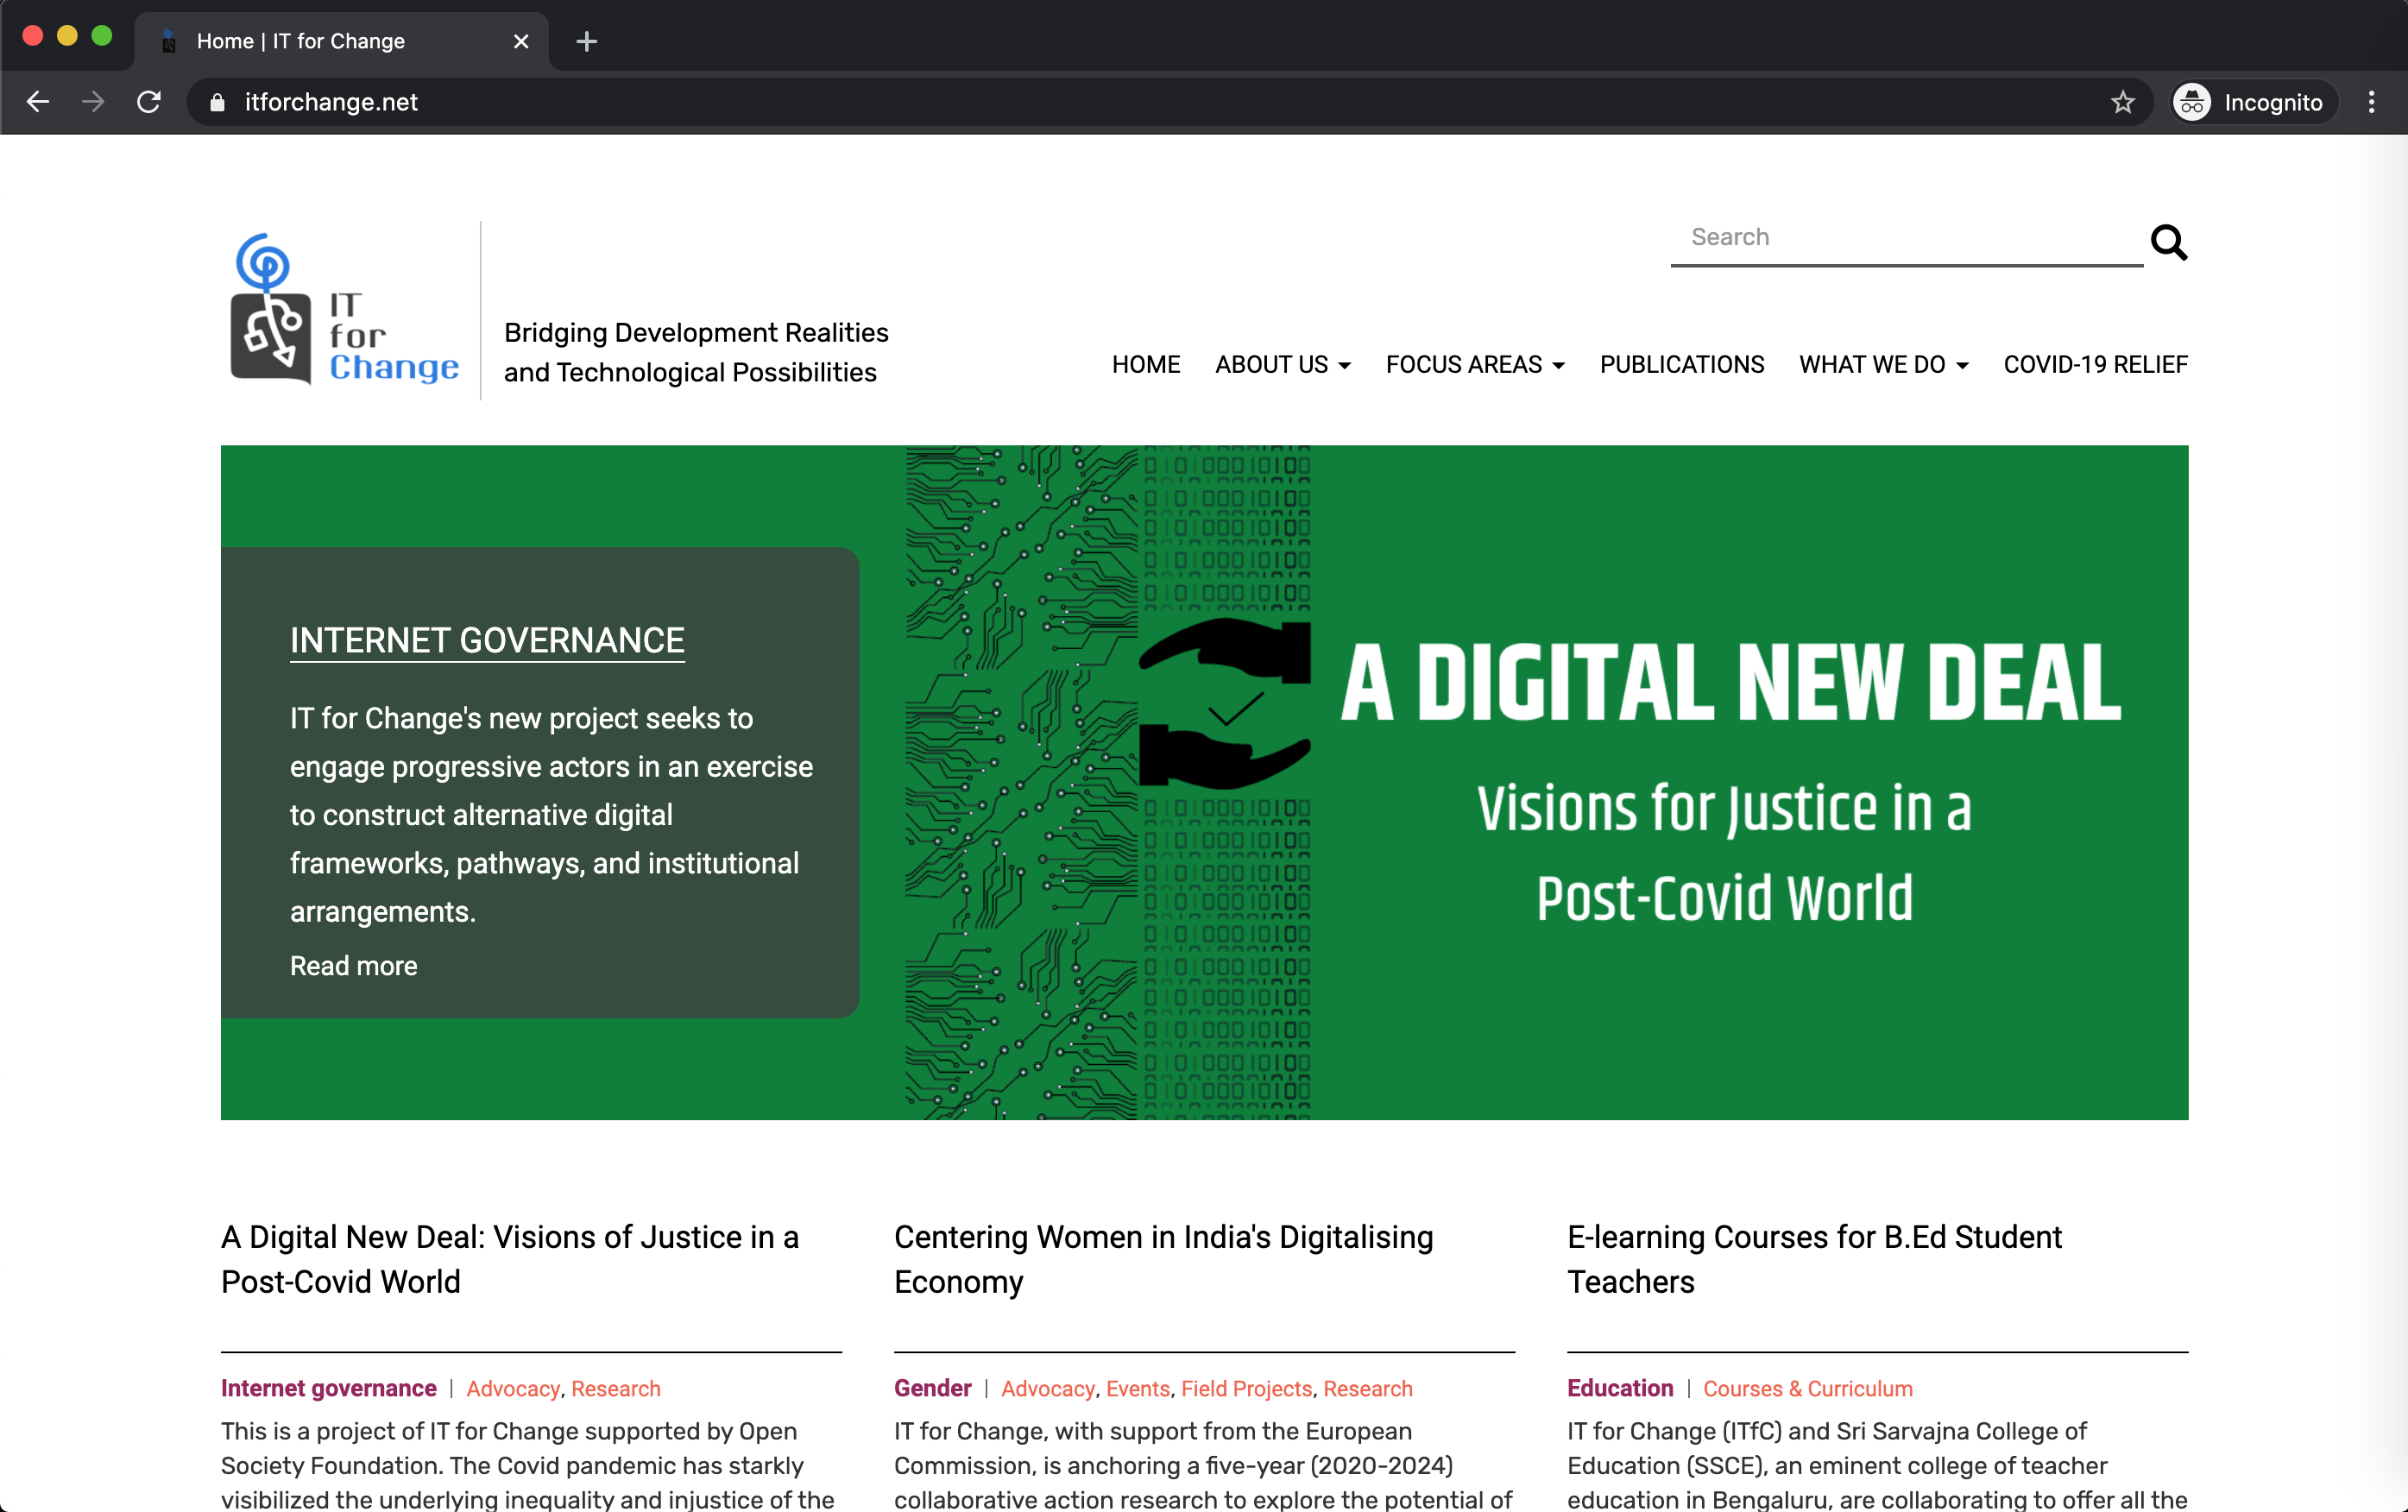 Home | IT for Change
itforchange.net
Incognito
Search
IT
for
Change
Bridging Development Realities
and Technological Possibilities
HOME ABOUT US FOCUS AREAS PUBLICATIONS WHAT WE DO COVID-19 RELIEF
INTERNET GOVERNANCE
IT for Change's new project seeks to
engage progressive actors in an exercise
to construct alternative digital
frameworks, pathways, and institutional
arrangements.
Read more
A DIGITAL NEW DEAL
Visions for Justice in a
Post-Covid World
A Digital New Deal: Visions of Justice in a
Post-Covid World
Internet governance | Advocacy, Research
This is a project of IT for Change supported by Open
Society Foundation. The Covid pandemic has starkly
visibilized the underlying inequality and injustice of the
Centering Women in India's Digitalising
Economy
Gender | Advocacy, Events, Field Projects, Research
IT for Change, with support from the European
Commission, is anchoring a five-year (2020-2024)
collaborative action research to explore the potential of
E-learning Courses for B.Ed Student
Teachers
Education | Courses & Curriculum
IT for Change (ITfC) and Sri Sarvajna College of
Education (SSCE), an eminent college of teacher
education in Bengaluru, are collaborating to offer all the